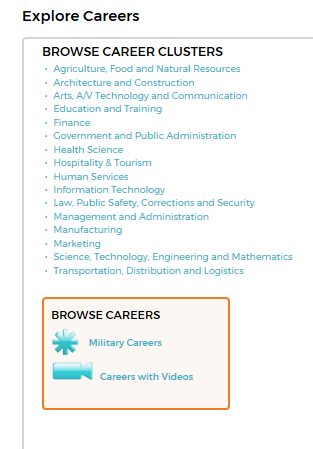 Explore Careers
BROWSE CAREER CLUSTERS
· Agriculture, Food and Natural Resources
· Architecture and Construction
· Arts, A/V Technology and Communication
· Education and Training
· Finance
· Government and Public Administration
· Health Science
· Hospitality & Tourism
· Human Services
· Information Technology
· Law, Public Safety, Corrections and Security
· Management and Administration
· Manufacturing
· Marketing
· Science, Technology, Engineering and Mathematics
· Transportation, Distribution and Logistics
BROWSE CAREERS
Military Careers
Careers with Videos